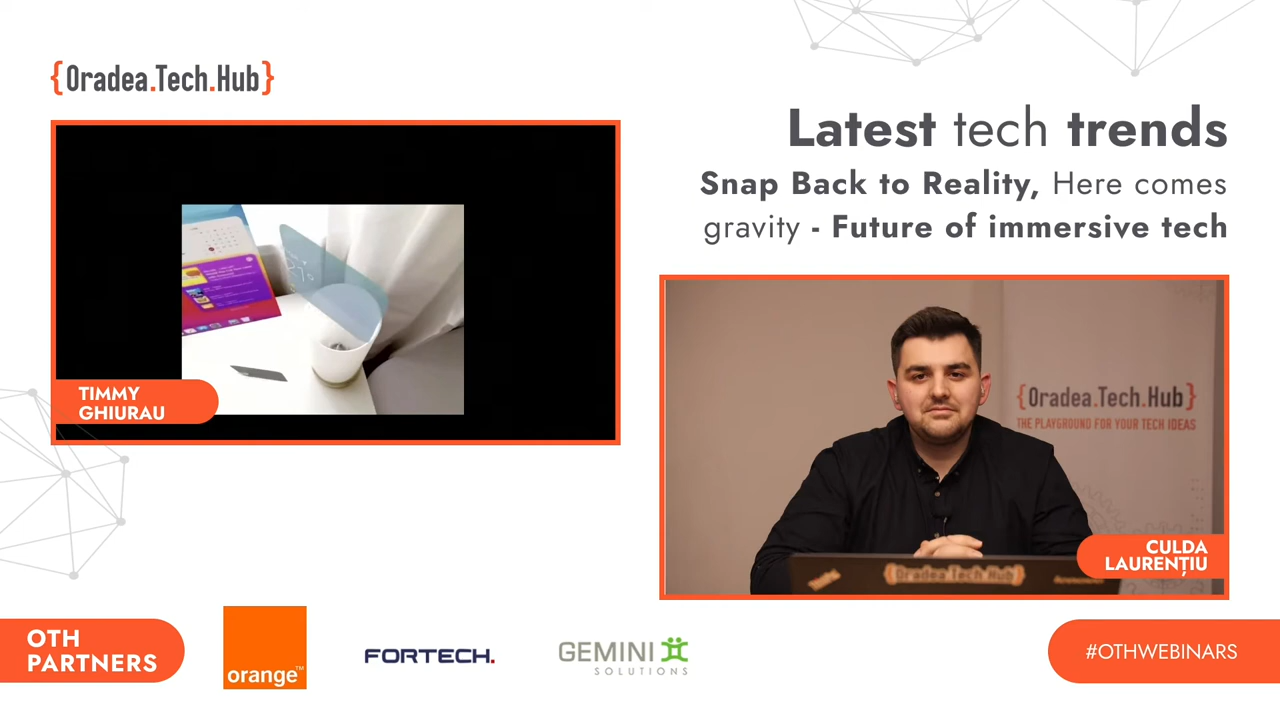 {Oradea.Tech.Hub}
Latest tech trends
Snap Back to Reality, Here comes
gravity - Future of immersive tech
TIMMY
GHIURAU
{Oradea.Tech.Hub}
THE PLAYGROUND FOR YOUR TECH IDEAS
CULDA
LAURENȚIU
{Oradea.Tech.Hub}
OTH
PARTNERS
orange™
FORTECH.
GEMINI
SOLUTIONS
#OTHWEBINARS